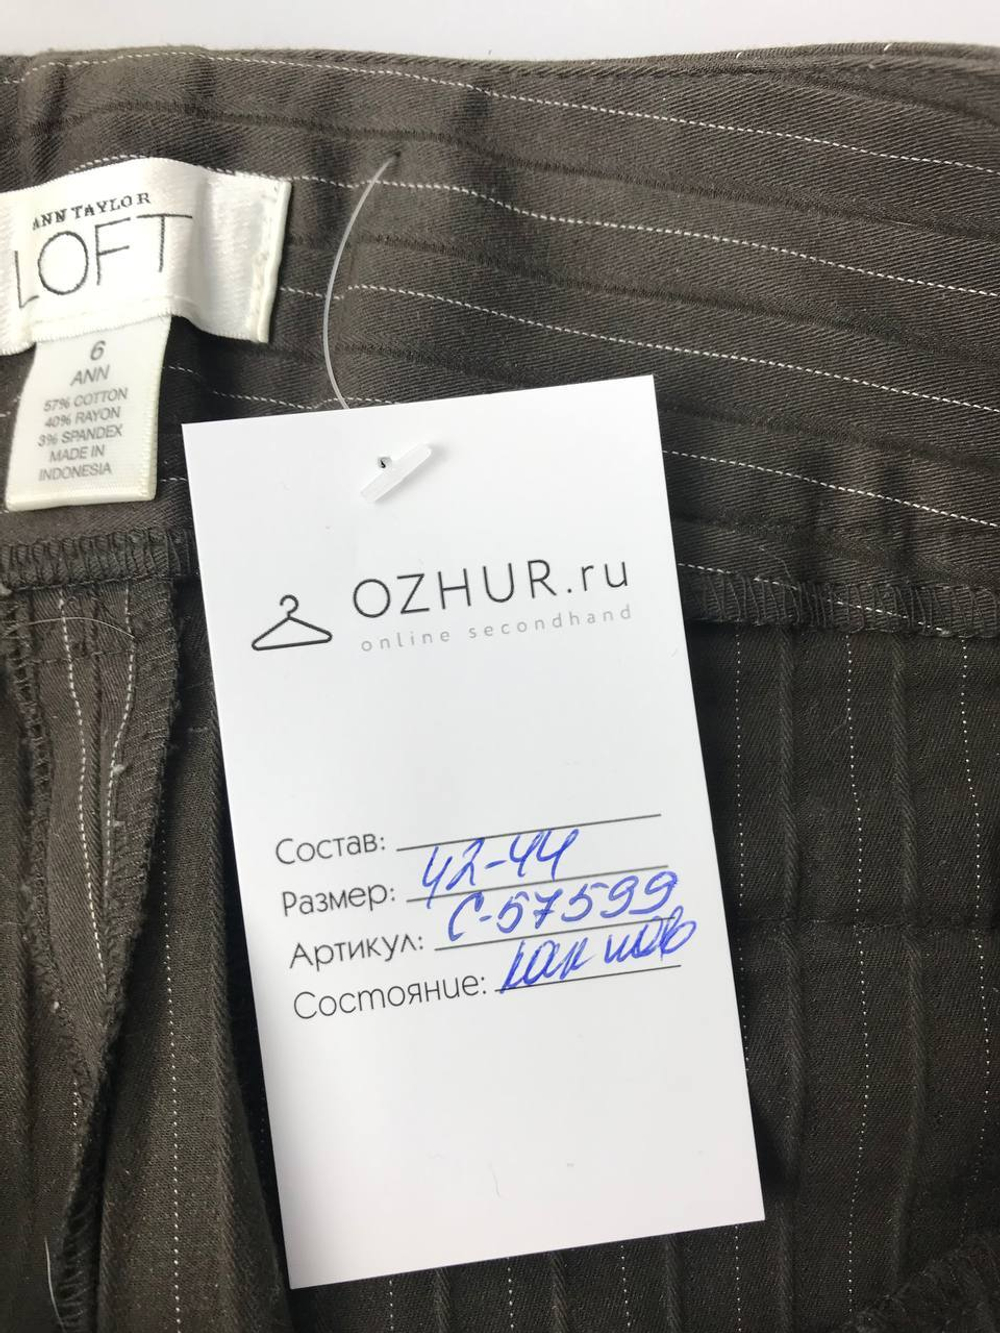 ANN TAYLOR
LOFT
6
ANN
57% COTTON
40% RAYON
3% SPANDEX
MADE IN
INDONESIA
OZHUR.ru
online secondhand
Состав:
Размер: 42-44
Артикул: С-57599
Состояние: как